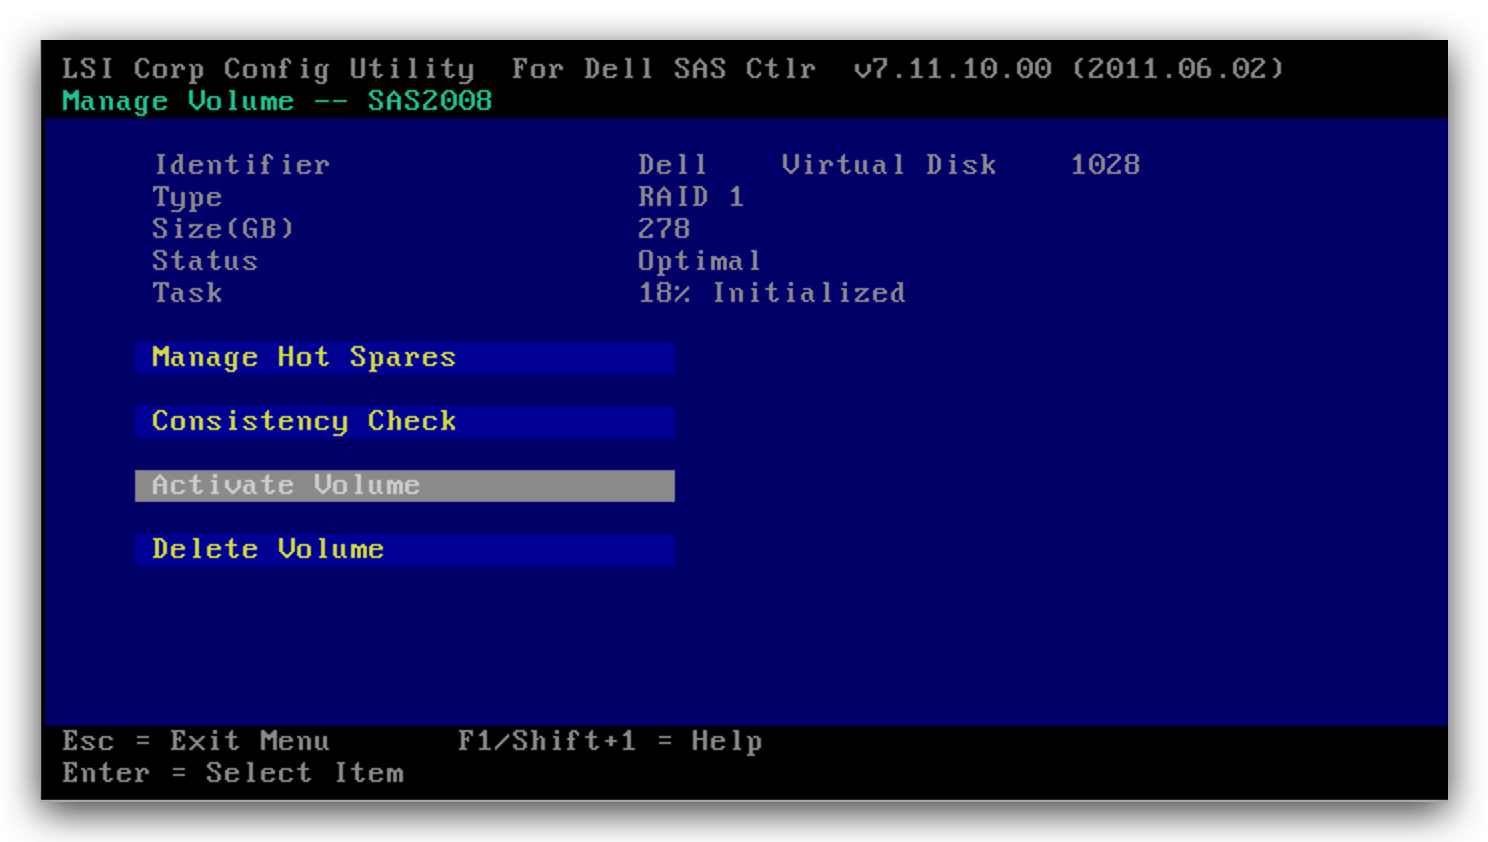 LSI Corp Config Utility For Dell SAS Ctlr v7.11.10.00 (2011.06.02)
Manage Volume -- SAS2008
Identifier Dell Virtual Disk 1028
Type RAID 1
Size(GB) 278
Status Optimal
Task 18% Initialized
Manage Hot Spares
Consistency Check
Activate Volume
Delete Volume
Esc = Exit Menu F1/Shift+1 = Help
Enter = Select Item